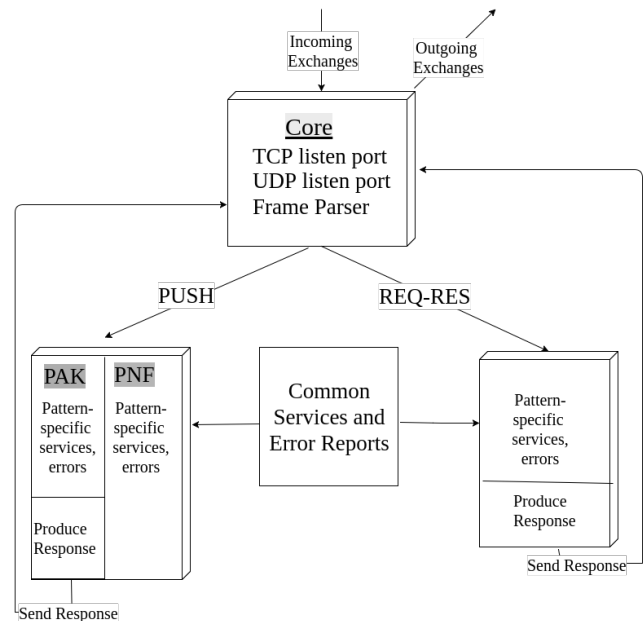 Incoming
Exchanges
Outgoing
Exchanges
Core
TCP listen port
UDP listen port
Frame Parser
PUSH
REQ-RES
PAK
Pattern-
specific
services,
errors
PNF
Pattern-
specific
services,
errors
Produce
Response
Send Response
Common
Services and
Error Reports
Pattern-
specific
services,
errors
Produce
Response
Send Response